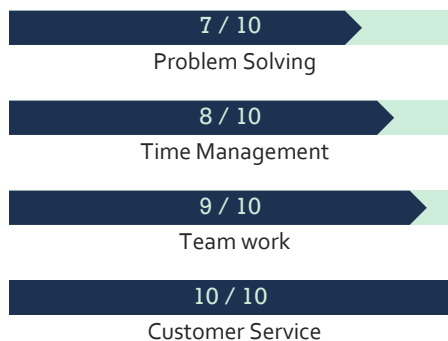 7 / 10
Problem Solving
8 / 10
Time Management
9 / 10
Team work
10 / 10
Customer Service